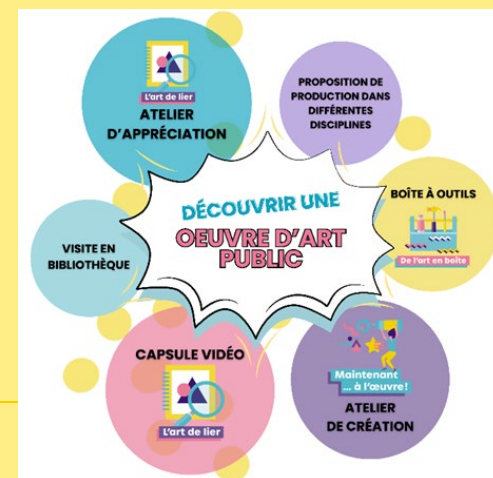 L'art de lier
ATELIER
D'APPRÉCIATION
PROPOSITION DE
PRODUCTION DANS
DIFFÉRENTES
DISCIPLINES
DÉCOUVRIR UNE
OEUVRE D'ART
PUBLIC
BOÎTE À OUTILS
De l'art en boîte
VISITE EN
BIBLIOTHÈQUE
CAPSULE VIDÉO
L'art de lier
Maintenant
... à l'œuvre!
ATELIER
DE CRÉATION